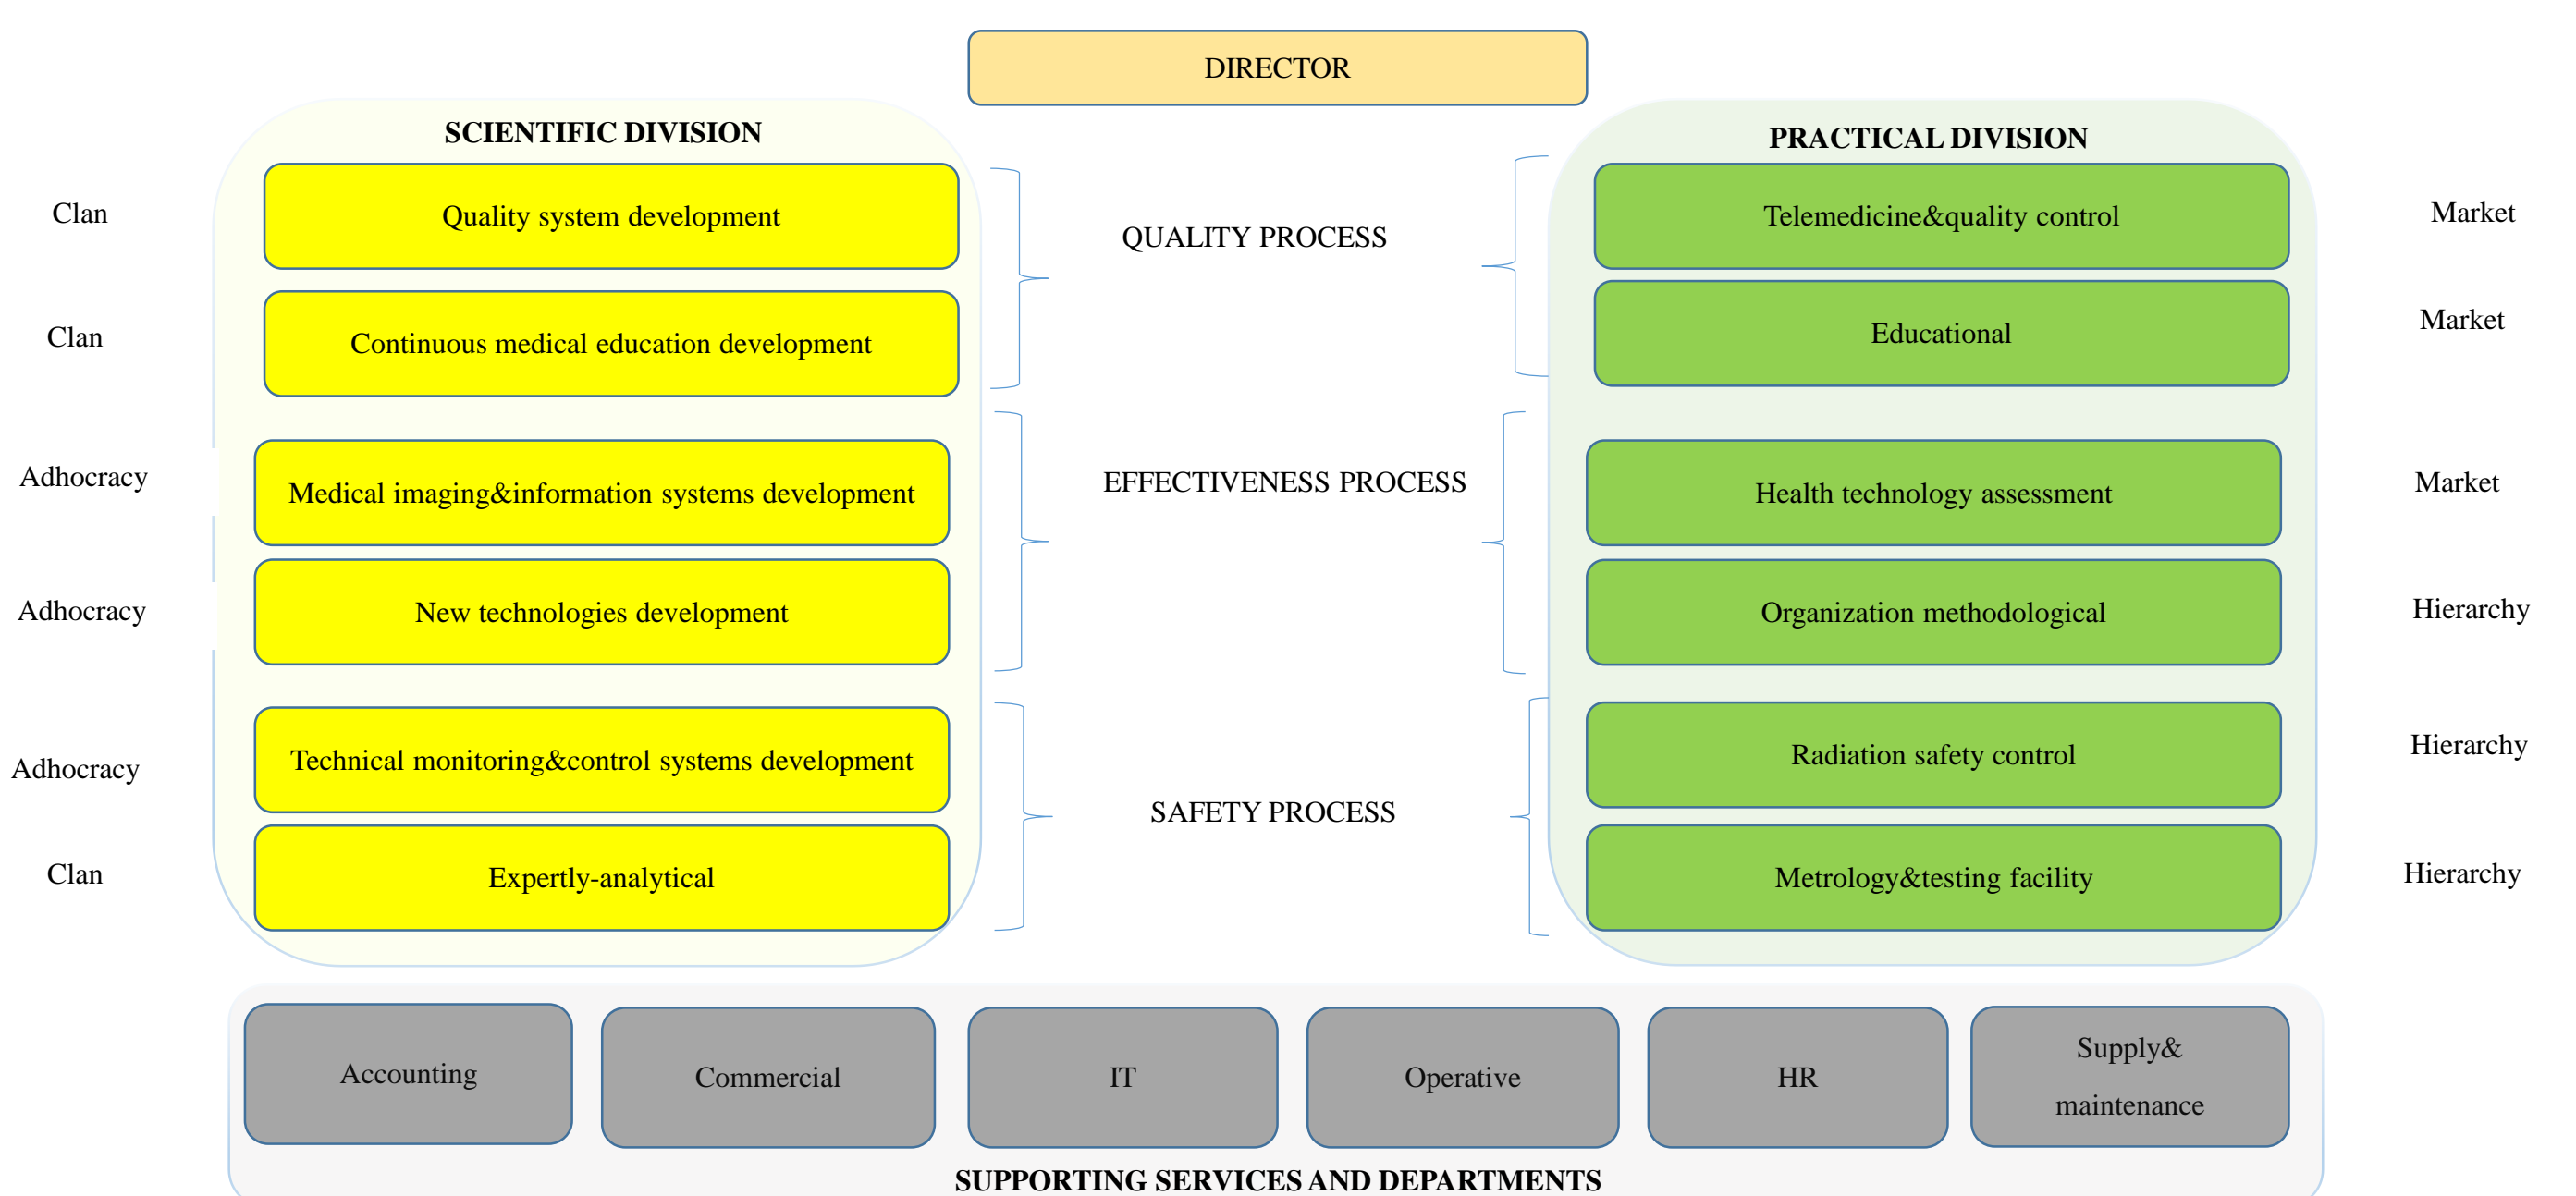 DIRECTOR
SCIENTIFIC DIVISION
PRACTICAL DIVISION
Clan
Quality system development
QUALITY PROCESS
Telemedicine&quality control
Market
Clan
Continuous medical education development
Educational
Market
Adhocracy
Medical imaging&information systems development
EFFECTIVENESS PROCESS
Health technology assessment
Market
Adhocracy
New technologies development
Organization methodological
Hierarchy
Adhocracy
Technical monitoring&control systems development
SAFETY PROCESS
Radiation safety control
Hierarchy
Clan
Expertly-analytical
Metrology&testing facility
Hierarchy
Accounting
Commercial
IT
Operative
HR
Supply&
maintenance
SUPPORTING SERVICES AND DEPARTMENTS